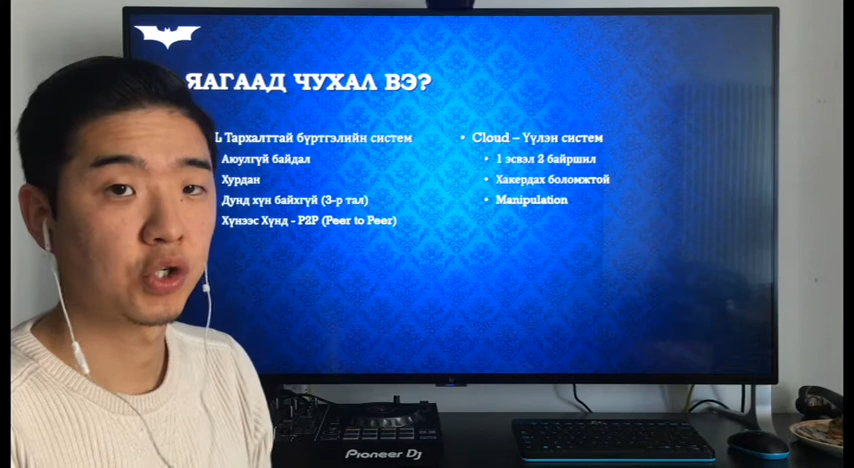 ЯАГААД ЧУХАЛ ВЭ?
L Тархалттай бүртгэлийн систем
Аюулгүй байдал
Хурдан
Дунд хүн байхгүй (3-р тал)
Хүнээс Хүнд - P2P (Peer to Peer)
• Cloud – Үүлэн систем
• 1 эсвэл 2 байршил
• Хакердах боломжтой
• Manipulation
Pioneer Dj